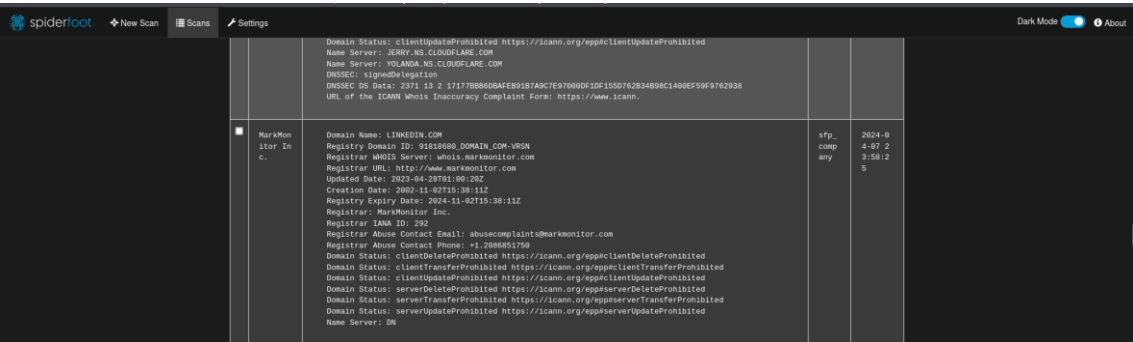 spiderfoot New Scan Scans Settings Dark Mode About
Domain Status: clientUpdateProhibited https://icann.org/epp#clientUpdateProhibited
Name Server: JERRY.NS.CLOUDFLARE.COM
Name Server: YOLANDA.NS.CLOUDFLARE.COM
DNSSEC: signedDelegation
DNSSEC DS Data: 2371 13 2
URL of the ICANN Whois Inaccuracy Complaint Form: https://www.icann.
MarkMon
itor In
c.
Domain Name: LINKEDIN.COM
Registry Domain ID: 91818680_DOMAIN_COM-VRSN
Registrar WHOIS Server: whois.markmonitor.com
Registrar URL: http://www.markmonitor.com
Updated Date: 2023-04-28T01:00:20Z
Creation Date: 2002-11-02T15:38:11Z
Registry Expiry Date: 2024-11-02T15:38:11Z
Registrar: MarkMonitor Inc.
Registrar IANA ID: 292
Registrar Abuse Contact Email: abusecomplaints@markmonitor.com
Registrar Abuse Contact Phone: +1.2086851750
Domain Status: clientDeleteProhibited https://icann.org/epp#clientDeleteProhibited
Domain Status: clientTransferProhibited https://icann.org/epp#clientTransferProhibited
Domain Status: clientUpdateProhibited https://icann.org/epp#clientUpdateProhibited
Domain Status: serverDeleteProhibited https://icann.org/epp#serverDeleteProhibited
Domain Status: serverTransferProhibited https://icann.org/epp#serverTransferProhibited
Domain Status: serverUpdateProhibited https://icann.org/epp#serverUpdateProhibited
Name Server: DN
sfp_
comp
any
2024-0
4-07 2
3:58:2
5